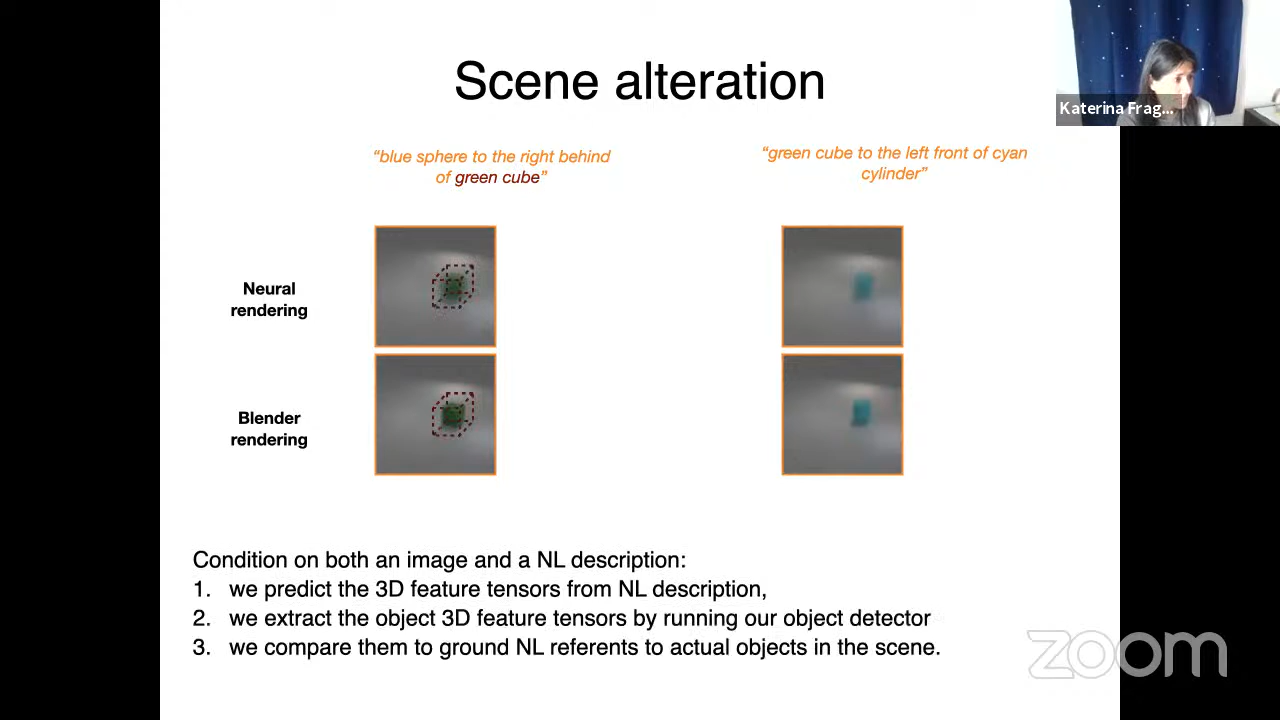 Scene alteration
Katerina Frag...
“blue sphere to the right behind
of green cube”
“green cube to the left front of cyan
cylinder”
Neural
rendering
Blender
rendering
Condition on both an image and a NL description:
1. we predict the 3D feature tensors from NL description,
2. we extract the object 3D feature tensors by running our object detector
3. we compare them to ground NL referents to actual objects in the scene.
zoom